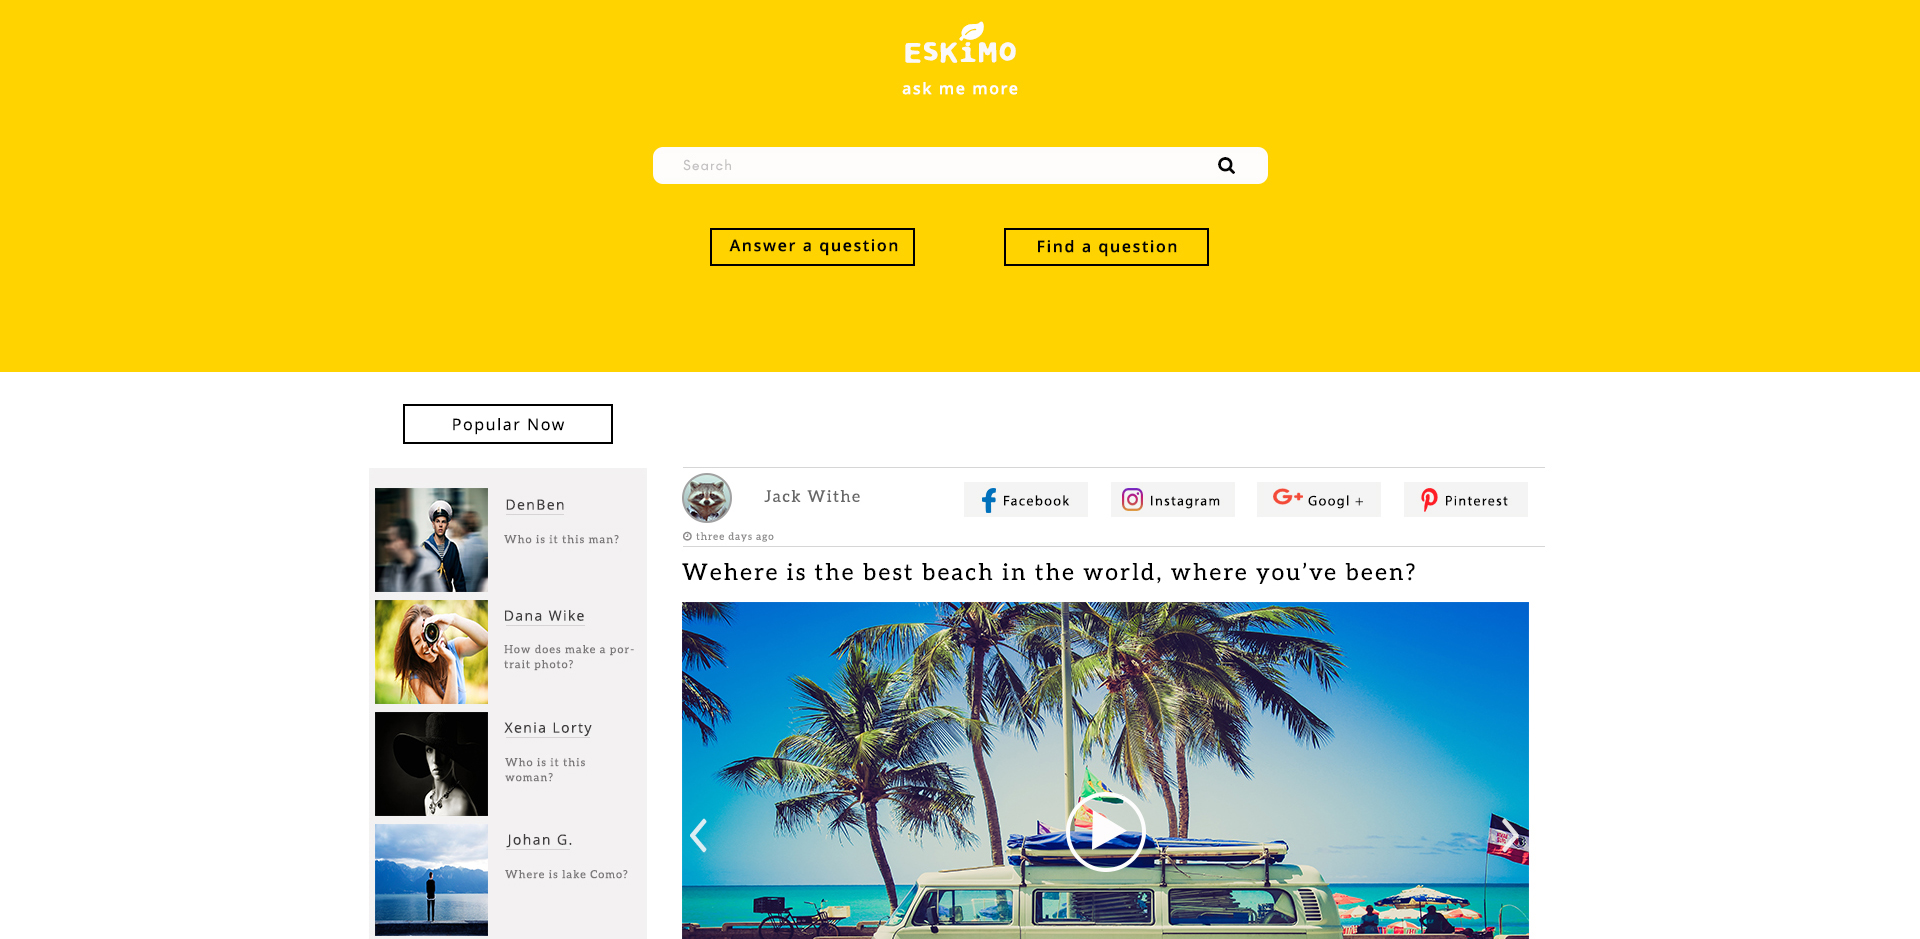 ESKiMO
ask me more
Search
Answer a question
Find a question
Popular Now
DenBen
Who is it this man?
Dana Wike
How does make a por-
trait photo?
Xenia Lorty
Who is it this
woman?
Johan G.
Where is lake Como?
Jack Withe
Facebook
Instagram
G+ Googl +
Pinterest
three days ago
Wehere is the best beach in the world, where you’ve been?